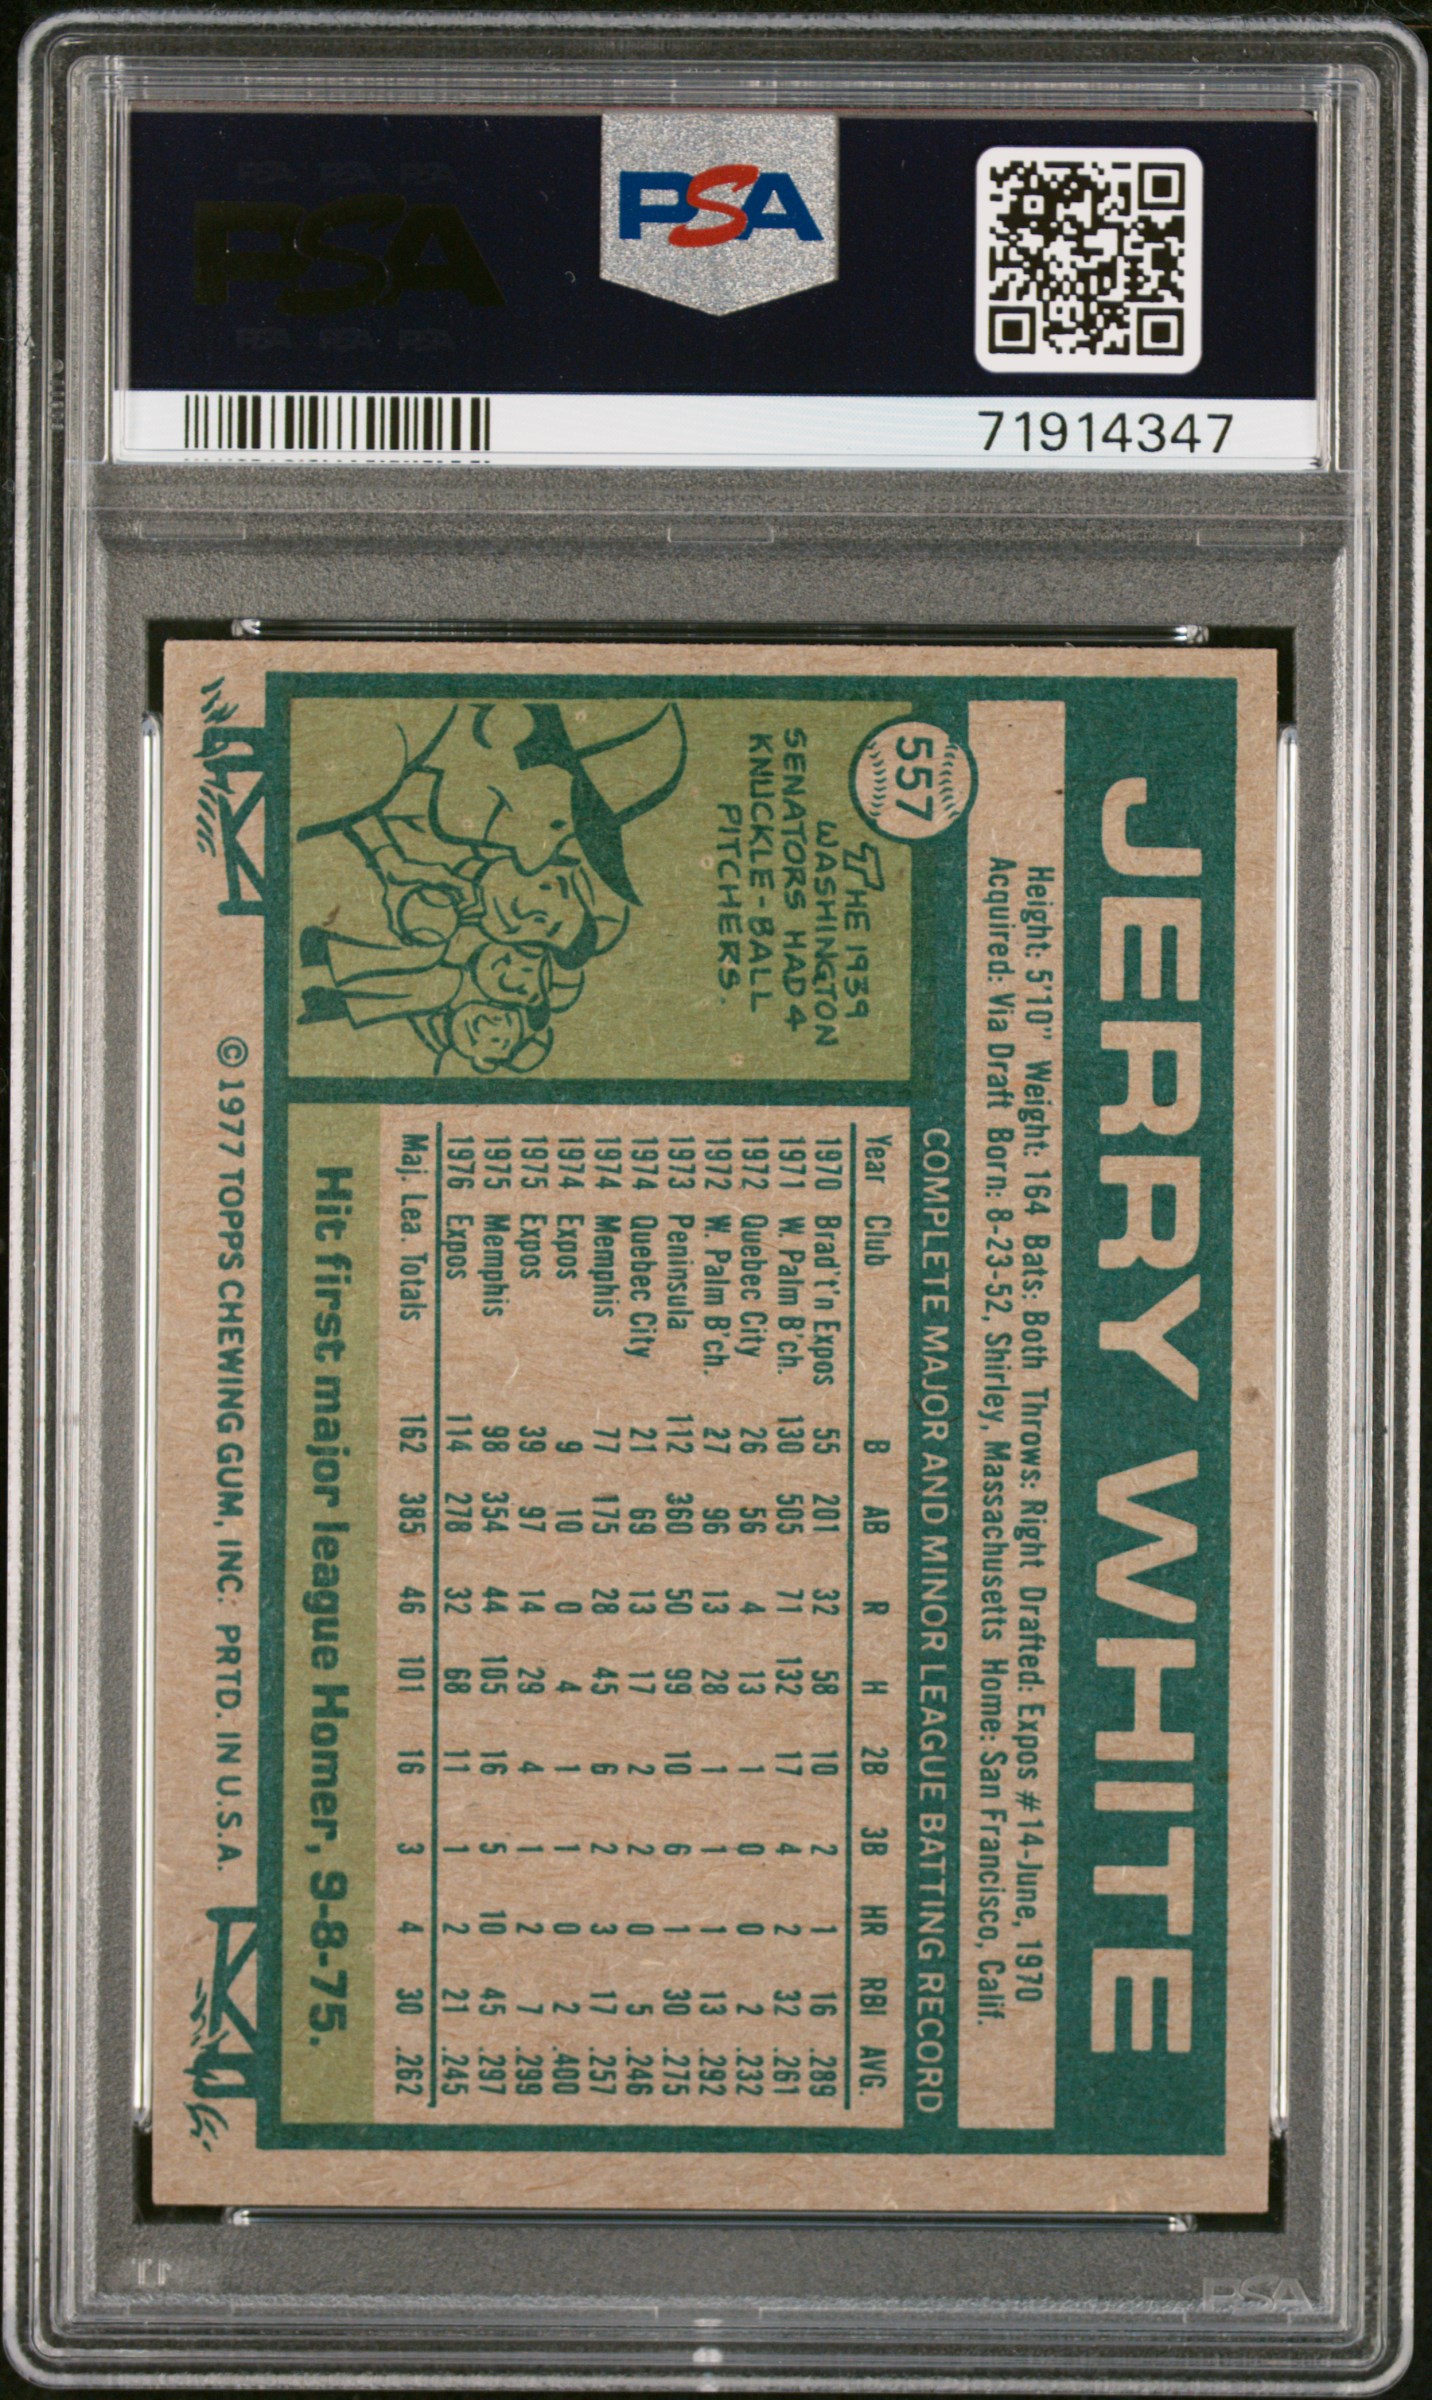 PSA PSA PSA
PSA
PSA PSA PSA
PSA
71914347
JERRY WHITE
Height: 5'10" Weight: 164 Bats: Both Throws: Right Drafted: Expos #14-June, 1970
Acquired: Via Draft Born: 8-23-52, Shirley, Massachusetts Home: San Francisco, Calif.
557
THE 1939
WASHINGTON
SENATORS HAD 4
KNUCKLE-BALL
PITCHERS.
COMPLETE MAJOR AND MINOR LEAGUE BATTING RECORD
Year Club B AB R H 2B 3B HR RBI AVG.
1970 Brad't'n Expos 55 201 32 58 10 2 1 16 .289
1971 W. Palm B'ch. 130 505 71 132 17 4 2 32 .261
1972 Quebec City 26 56 4 13 1 0 0 2 .232
1972 W. Palm B'ch. 27 96 13 28 1 1 1 13 .292
1973 Peninsula 112 360 50 99 10 6 1 30 .275
1974 Quebec City 21 69 13 17 2 2 0 5 .246
1974 Memphis 77 175 28 45 6 2 3 17 .257
1974 Expos 9 10 0 4 1 1 0 2 .400
1975 Expos 39 97 14 29 4 1 2 7 .299
1975 Memphis 98 354 44 105 16 5 10 45 .297
1976 Expos 114 278 32 68 11 1 2 21 .245
Maj. Lea. Totals 162 385 46 101 16 3 4 30 .262
Hit first major league Homer, 9-8-75.
©1977 TOPPS CHEWING GUM, INC. PRTD. IN U.S.A.
PSA